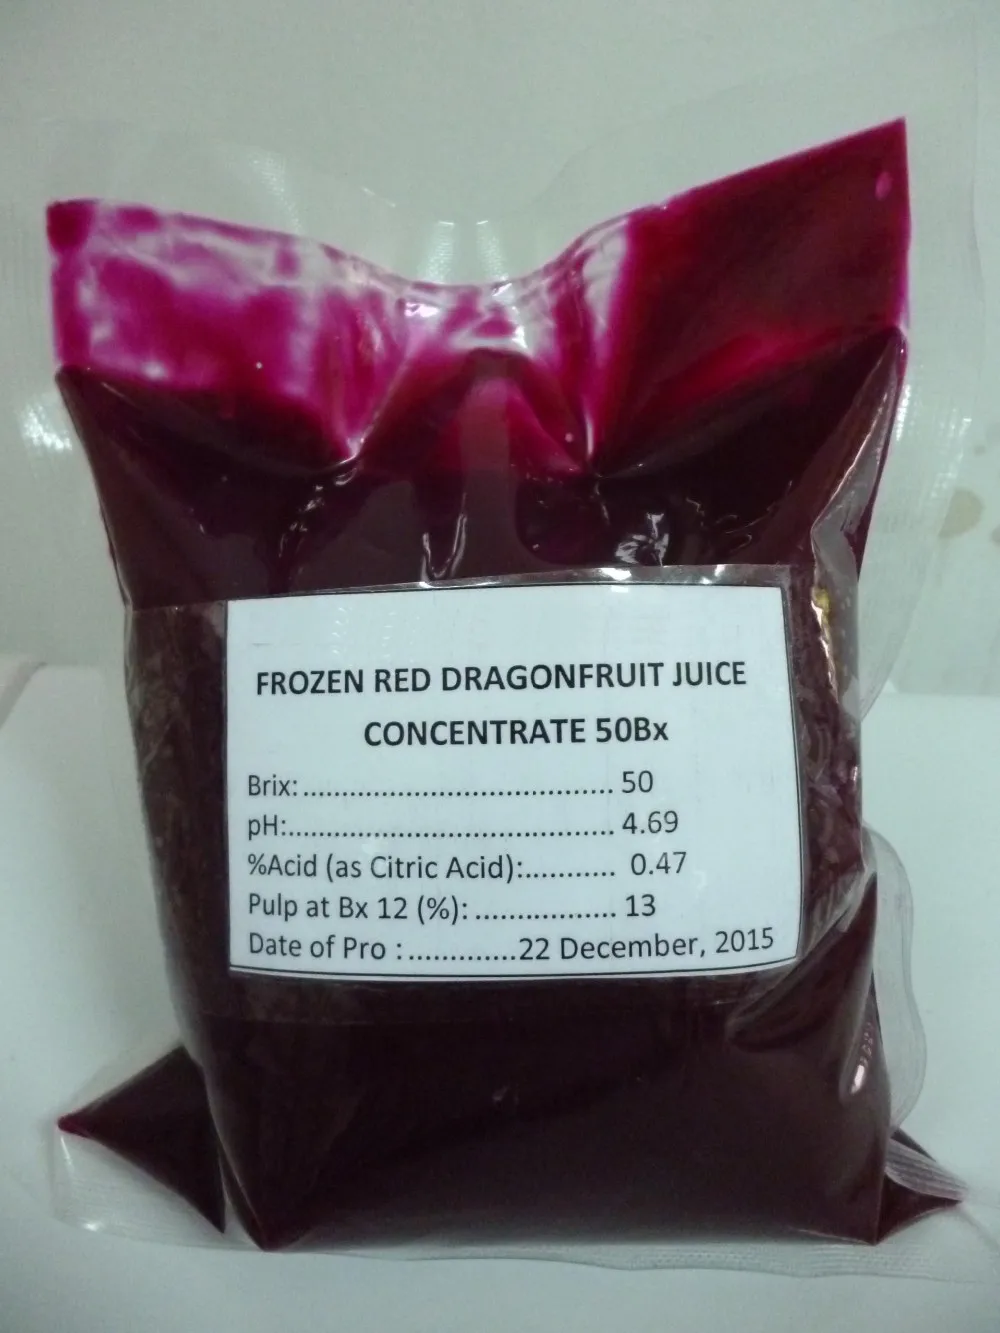 FROZEN RED DRAGONFRUIT JUICE
CONCENTRATE 50Bx
Brix:....................................... 50
pH:......................................... 4.69
%Acid (as Citric Acid):........... 0.47
Pulp at Bx 12 (%): .................. 13
Date of Pro : .............22 December, 2015